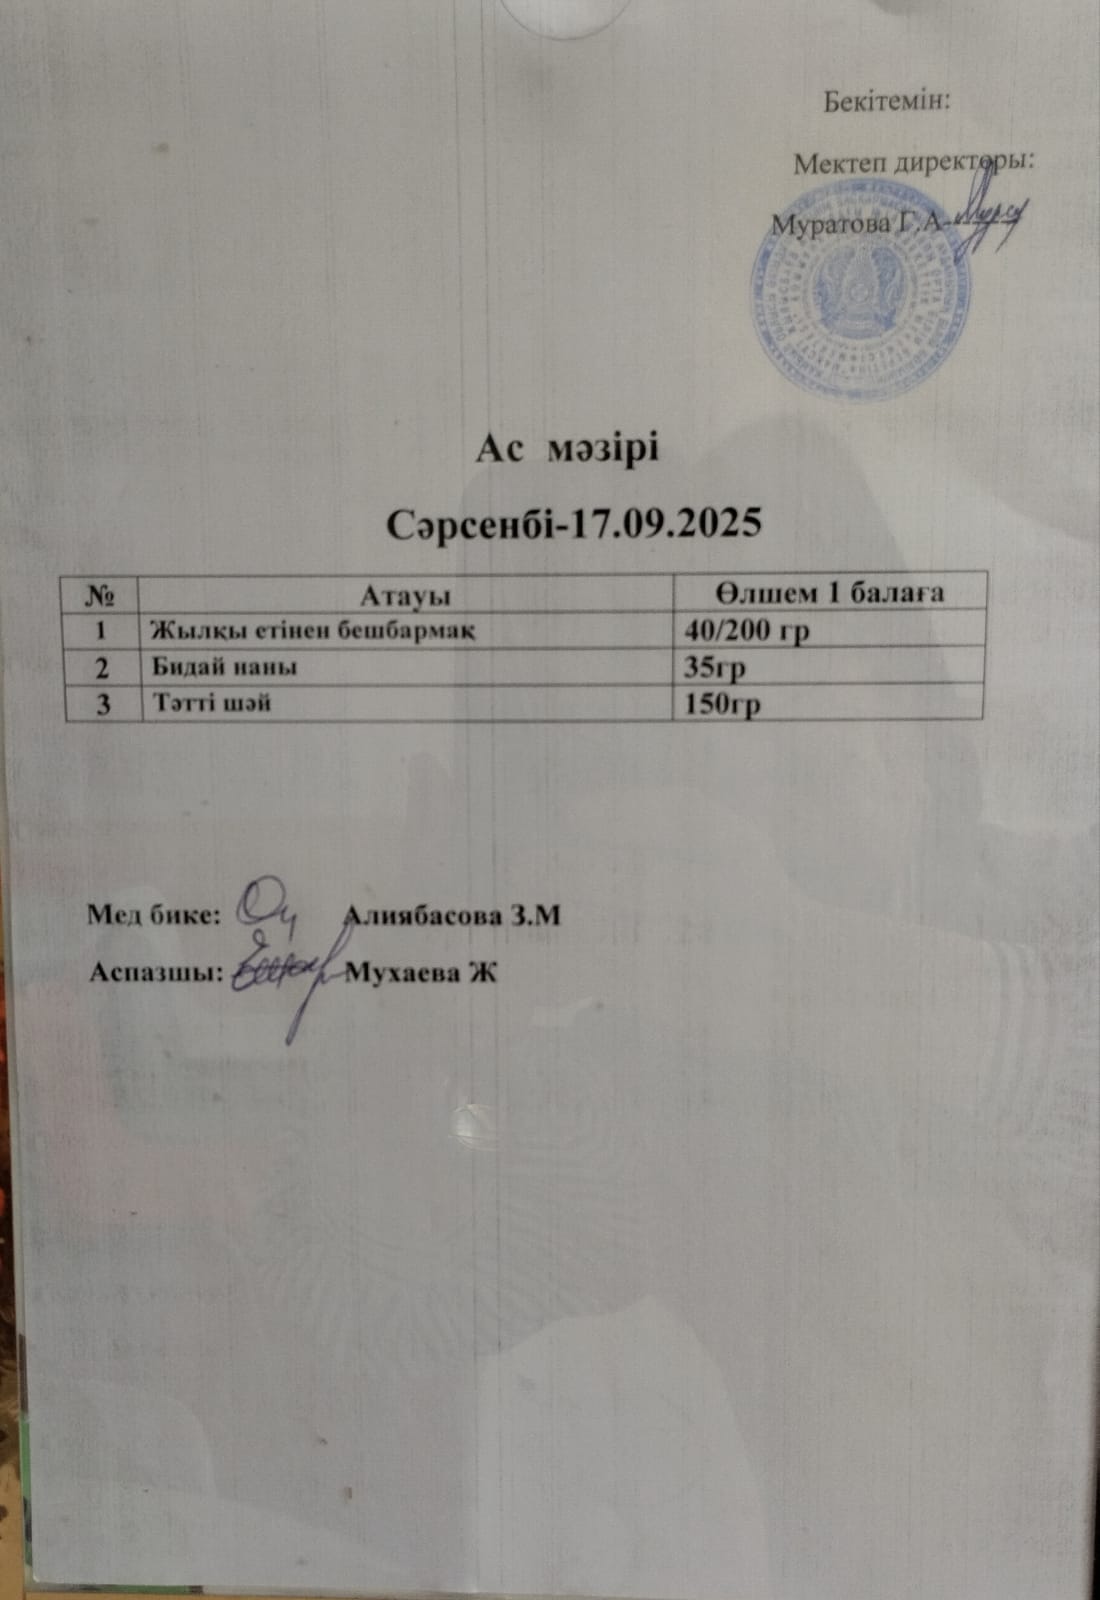 Бекітемін:
Мектеп директоры:
Муратова Г.А
Ас мәзірі
Сәрсенбі-17.09.2025
№ Атауы Өлшем 1 балаға
1 Жылқы етінен бешбармақ 40/200 гр
2 Бидай наны 35гр
3 Тәтті шәй 150гр
Мед бике: Алиябасова З.М
Аспазшы: Мухаева Ж